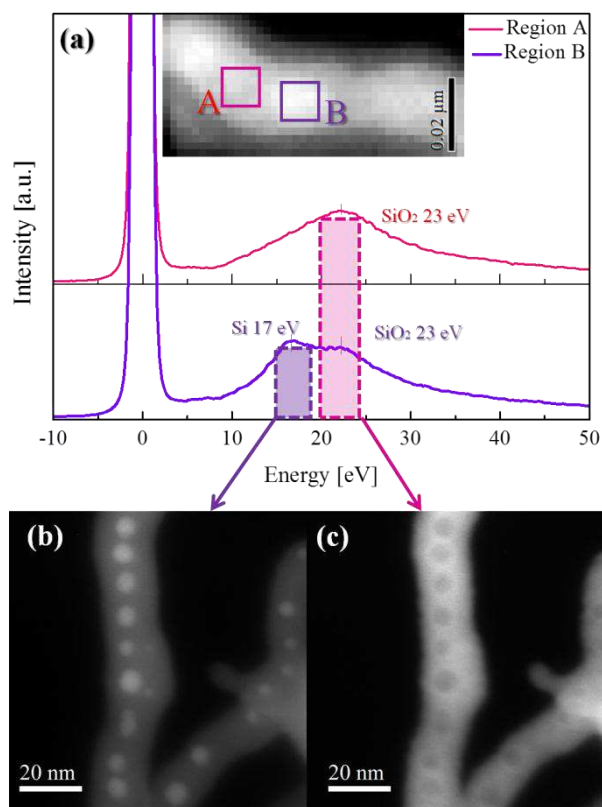 (a)
Region A
Region B
A
B
0.02 μm
SiO₂ 23 eV
Si 17 eV
SiO₂ 23 eV
Intensity [a.u.]
-10 0 10 20 30 40 50
Energy [eV]
(b)
(c)
20 nm
20 nm